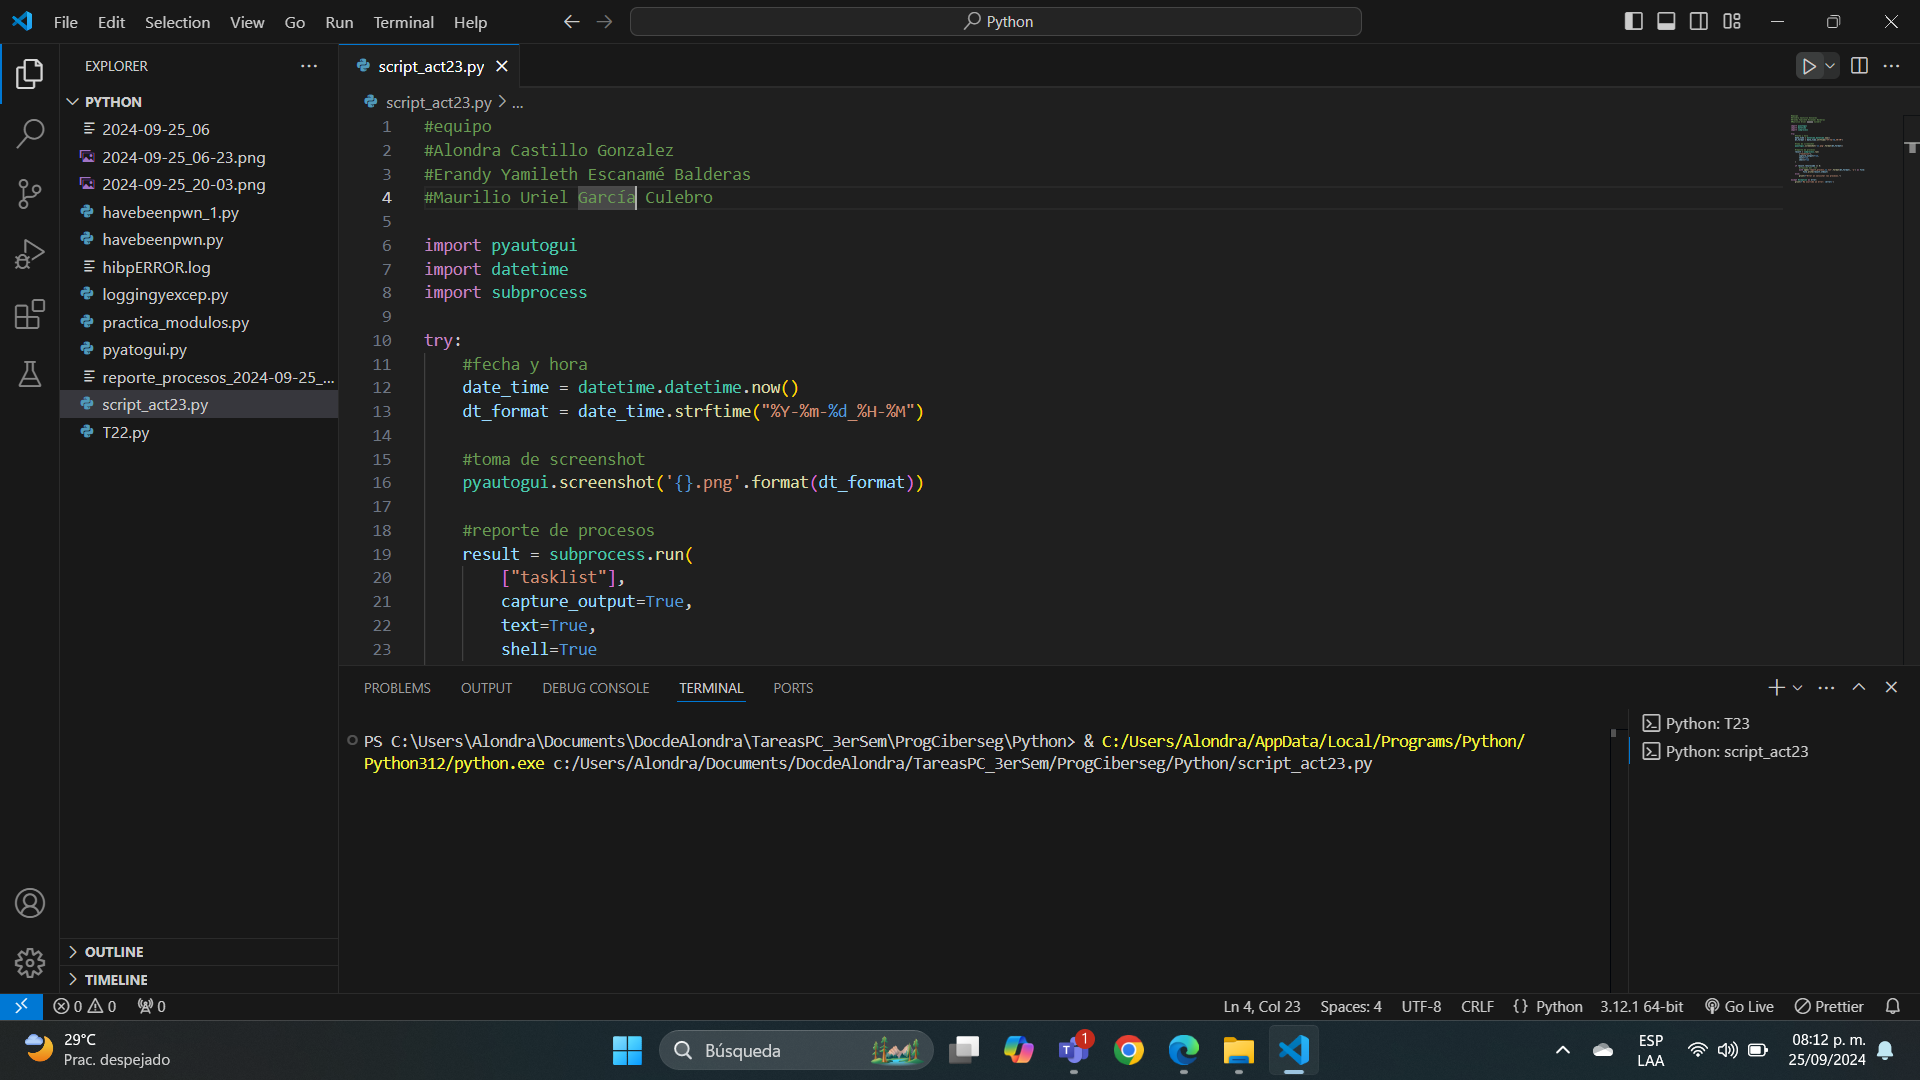 File Edit Selection View Go Run Terminal Help
Python
EXPLORER
script_act23.py
PYTHON
2024-09-25_06
2024-09-25_06-23.png
2024-09-25_20-03.png
havebeenpwn_1.py
havebeenpwn.py
hibpERROR.log
loggingyexcep.py
practica_modulos.py
pyatogui.py
reporte_procesos_2024-09-25_...
script_act23.py
T22.py
OUTLINE
TIMELINE
script_act23.py > ...
1 #equipo
2 #Alondra Castillo Gonzalez
3 #Erandy Yamileth Escanamé Balderas
4 #Maurilio Uriel García Culebro
5
6 import pyautogui
7 import datetime
8 import subprocess
9
10 try:
11 #fecha y hora
12 date_time = datetime.datetime.now()
13 dt_format = date_time.strftime("%Y-%m-%d_%H-%M")
14
15 #toma de screenshot
16 pyautogui.screenshot('{}.png'.format(dt_format))
17
18 #reporte de procesos
19 result = subprocess.run(
20 ["tasklist"],
21 capture_output=True,
22 text=True,
23 shell=True
PROBLEMS OUTPUT DEBUG CONSOLE TERMINAL PORTS
PS C:\Users\Alondra\Documents\DocdeAlondra\TareasPC_3erSem\ProgCiberseg\Python> & C:/Users/Alondra/AppData/Local/Programs/Python/
Python312/python.exe c:/Users/Alondra/Documents/DocdeAlondra/TareasPC_3erSem/ProgCiberseg/Python/script_act23.py
Python: T23
Python: script_act23
0 0 0
Ln 4, Col 23 Spaces: 4 UTF-8 CRLF {} Python 3.12.1 64-bit Go Live Prettier
29°C
Prac. despejado
Búsqueda
1
ESP
LAA
08:12 p. m.
25/09/2024